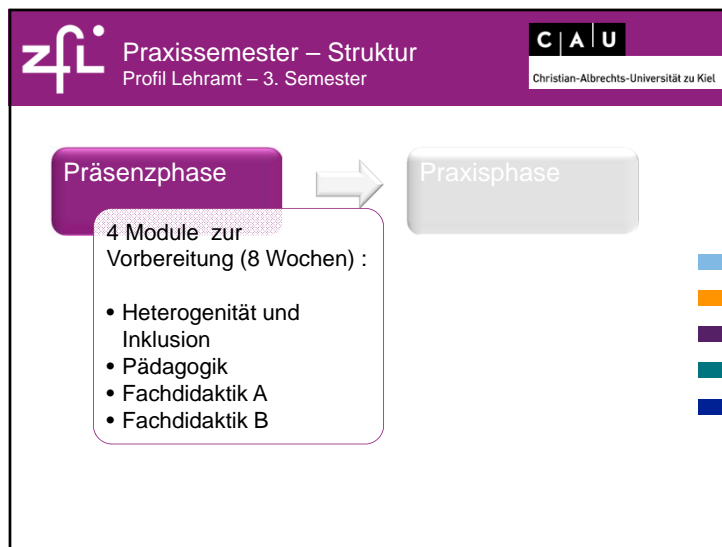 zfL
Praxissemester – Struktur
Profil Lehramt – 3. Semester
C|A|U
Christian-Albrechts-Universität zu Kiel
Präsenzphase
Praxisphase
4 Module zur
Vorbereitung (8 Wochen) :
• Heterogenität und
Inklusion
• Pädagogik
• Fachdidaktik A
• Fachdidaktik B